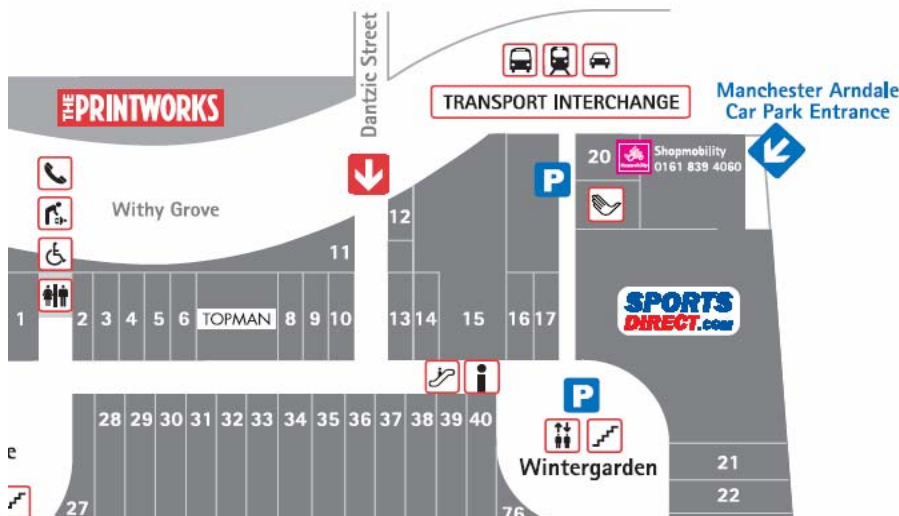 Dantzic Street
THE PRINTWORKS
TRANSPORT INTERCHANGE
Manchester Arndale
Car Park Entrance
P
20
Shopmobility
0161 839 4060
Withy Grove
11
12
1
2
3
4
5
6
TOPMAN
8
9
10
13
14
15
16
17
SPORTS
DIRECT.com
i
P
28
29
30
31
32
33
34
35
36
37
38
39
40
Wintergarden
e
21
22
27
76